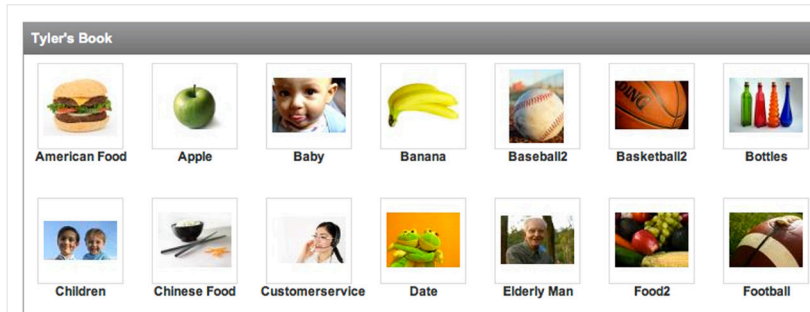 Tyler's Book
American Food
Apple
Baby
Banana
Baseball2
Basketball2
Bottles
DING
Children
Chinese Food
Customerservice
Date
Elderly Man
Food2
Football